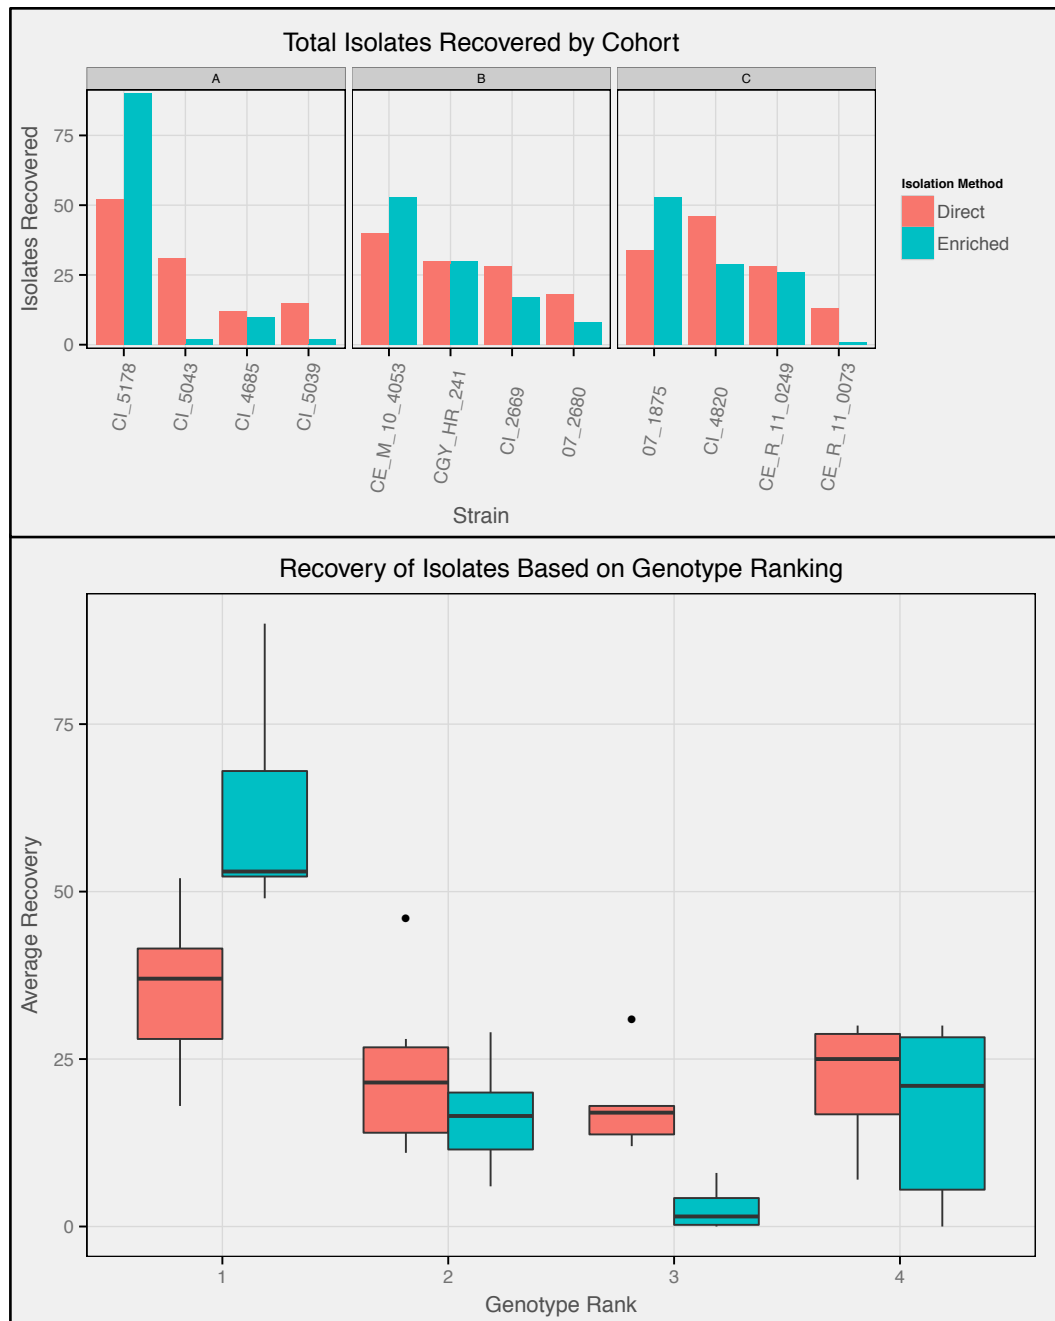 Total Isolates Recovered by Cohort
A B C
Isolates Recovered
75
50
25
0
CI_5178 CI_5043 CI_4685 CI_5039 CE_M_10_4053 CGY_HR_241 CI_2669 07_2680 07_1875 CI_4820 CE_R_11_0249 CE_R_11_0073
Strain
Isolation Method
Direct
Enriched
Recovery of Isolates Based on Genotype Ranking
Average Recovery
75
50
25
0
1 2 3 4
Genotype Rank